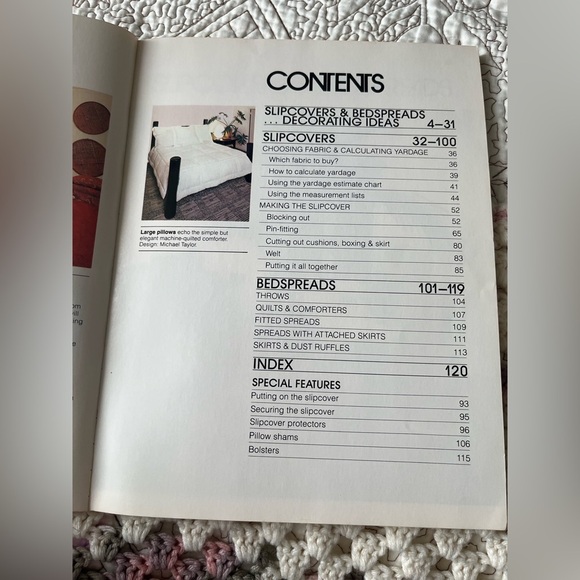 CONTENTS
SLIPCOVERS & BEDSPREADS
... DECORATING IDEAS 4–31
SLIPCOVERS 32–100
CHOOSING FABRIC & CALCULATING YARDAGE 36
Which fabric to buy? 36
How to calculate yardage 39
Using the yardage estimate chart 41
Using the measurement lists 44
MAKING THE SLIPCOVER 52
Blocking out 52
Pin-fitting 65
Cutting out cushions, boxing & skirt 80
Welt 83
Putting it all together 85
BEDSPREADS 101–119
THROWS 104
QUILTS & COMFORTERS 107
FITTED SPREADS 109
SPREADS WITH ATTACHED SKIRTS 111
SKIRTS & DUST RUFFLES 113
INDEX 120
SPECIAL FEATURES
Putting on the slipcover 93
Securing the slipcover 95
Slipcover protectors 96
Pillow shams 106
Bolsters 115
Large pillows echo the simple but
elegant machine-quilted comforter.
Design: Michael Taylor.